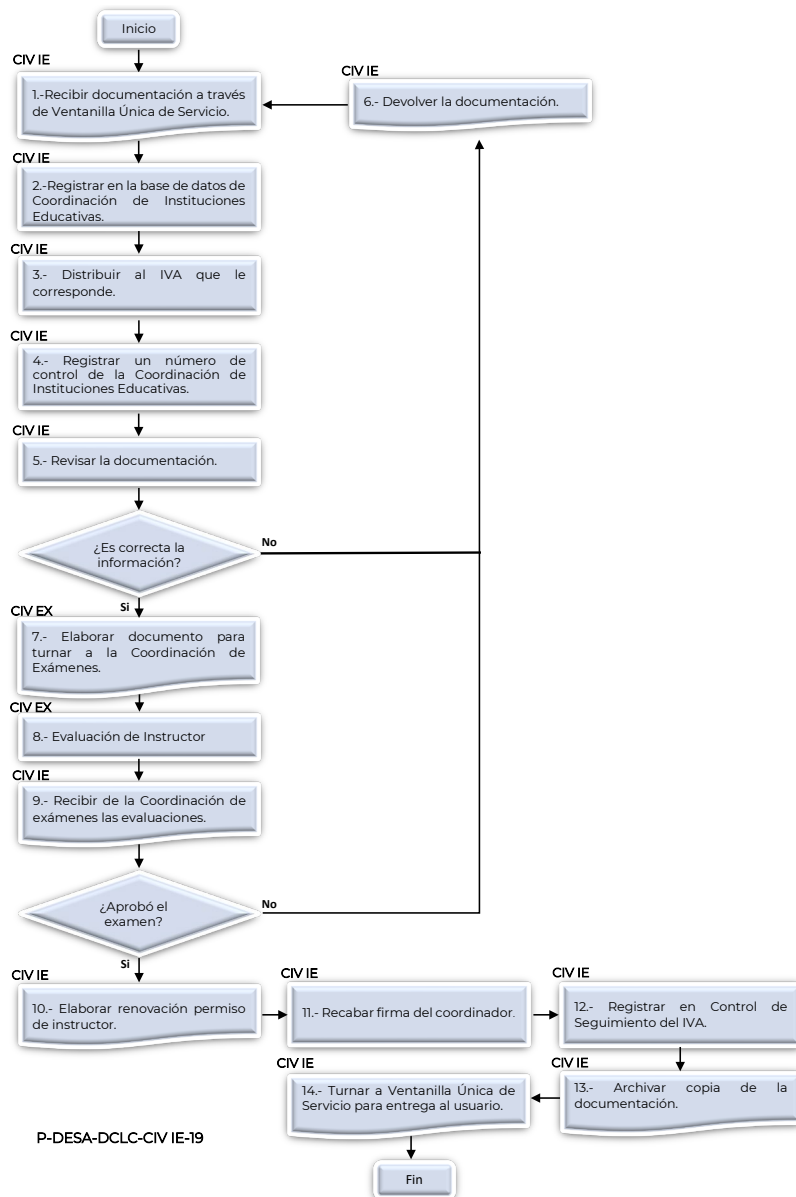 Inicio
CIV IE
1.-Recibir documentación a través
de Ventanilla Única de Servicio.
CIV IE
6.- Devolver la documentación.
CIV IE
2.-Registrar en la base de datos de
Coordinación de Instituciones
Educativas.
CIV IE
3.- Distribuir al IVA que le
corresponde.
CIV IE
4.- Registrar un número de
control de la Coordinación de
Instituciones Educativas.
CIV IE
5.- Revisar la documentación.
¿Es correcta la
información?
No
Si
CIV EX
7.- Elaborar documento para
turnar a la Coordinación de
Exámenes.
CIV EX
8.- Evaluación de Instructor
CIV IE
9.- Recibir de la Coordinación de
exámenes las evaluaciones.
¿Aprobó el
examen?
No
Si
CIV IE
10.- Elaborar renovación permiso
de instructor.
CIV IE
11.- Recabar firma del coordinador.
CIV IE
12.- Registrar en Control de
Seguimiento del IVA.
CIV IE
13.- Archivar copia de la
documentación.
CIV IE
14.- Turnar a Ventanilla Única de
Servicio para entrega al usuario.
P-DESA-DCLC-CIV IE-19
Fin